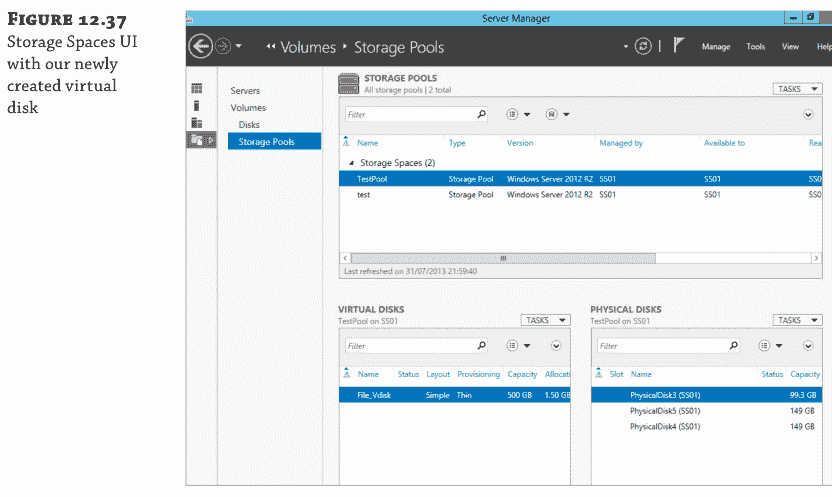 FIGURE 12.37
Storage Spaces UI
with our newly
created virtual
disk
Server Manager
Volumes Storage Pools
Manage Tools View Help
Servers
Volumes
Disks
Storage Pools
STORAGE POOLS
All storage pools | 2 total
TASKS
Filter
Name Type Version Managed by Available to Rea
Storage Spaces (2)
TestPool Storage Pool Windows Server 2012 R2 SS01 SS01 SS0
test Storage Pool Windows Server 2012 R2 SS01 SS01 SS0
Last refreshed on 31/07/2013 21:59:40
VIRTUAL DISKS
TestPool on SS01
TASKS
Filter
Name Status Layout Provisioning Capacity Allocat
File_Vdisk Simple Thin 500 GB 1.50 GB
PHYSICAL DISKS
TestPool on SS01
TASKS
Filter
Slot Name Status Capacity
PhysicalDisk3 (SS01) 99.3 GB
PhysicalDisk5 (SS01) 149 GB
PhysicalDisk4 (SS01) 149 GB